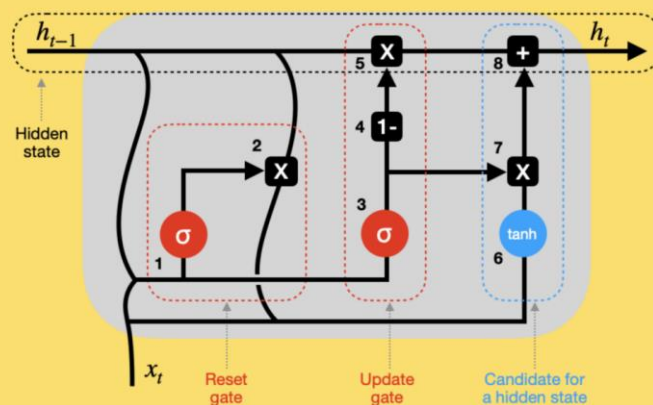 h_{t-1}
h_t
5 X
8 +
Hidden
state
4 1-
2
X
7
X
3
σ
σ
tanh
1
6
x_t
Reset
gate
Update
gate
Candidate for
a hidden state